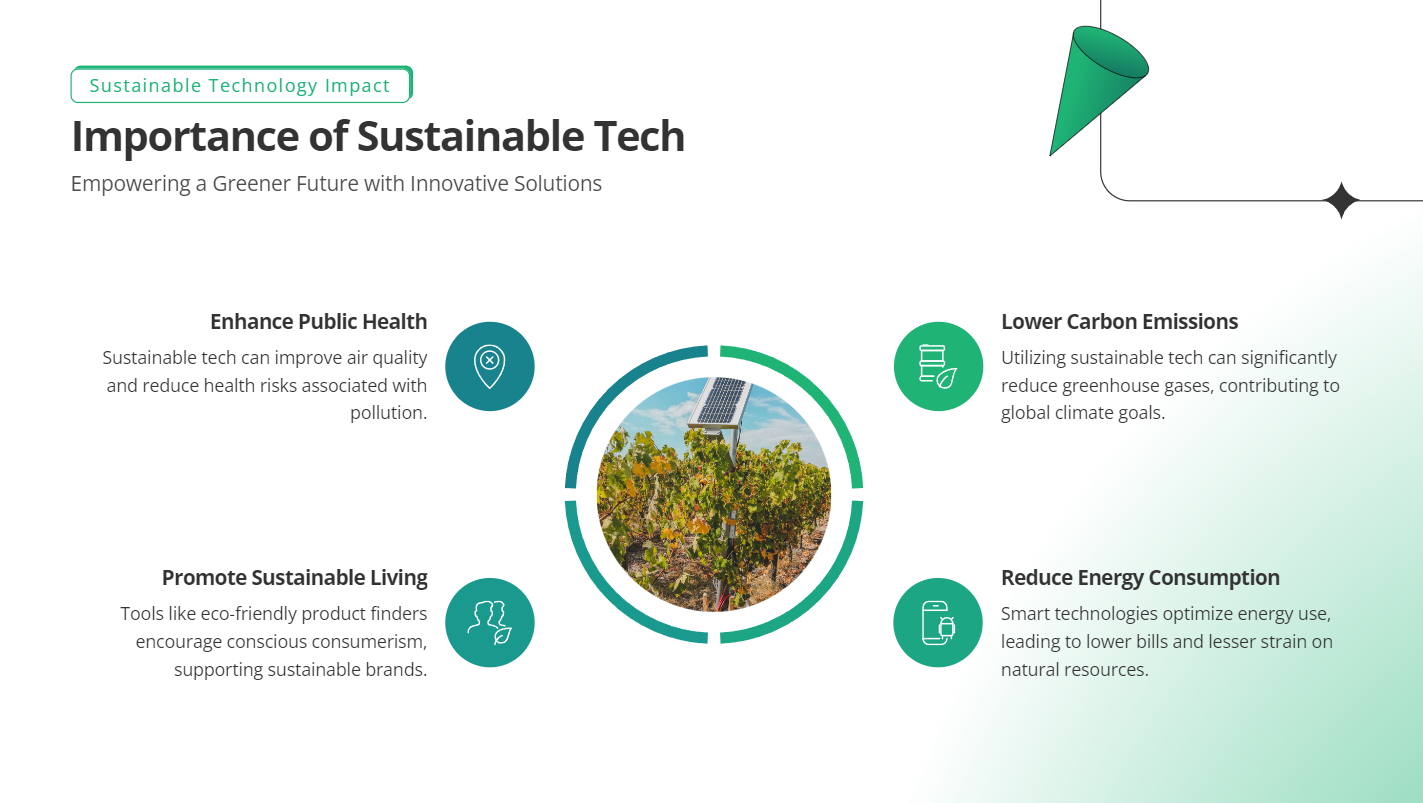 Sustainable Technology Impact
Importance of Sustainable Tech
Empowering a Greener Future with Innovative Solutions
Enhance Public Health
Sustainable tech can improve air quality
and reduce health risks associated with
pollution.
Lower Carbon Emissions
Utilizing sustainable tech can significantly
reduce greenhouse gases, contributing to
global climate goals.
Promote Sustainable Living
Tools like eco-friendly product finders
encourage conscious consumerism,
supporting sustainable brands.
Reduce Energy Consumption
Smart technologies optimize energy use,
leading to lower bills and lesser strain on
natural resources.